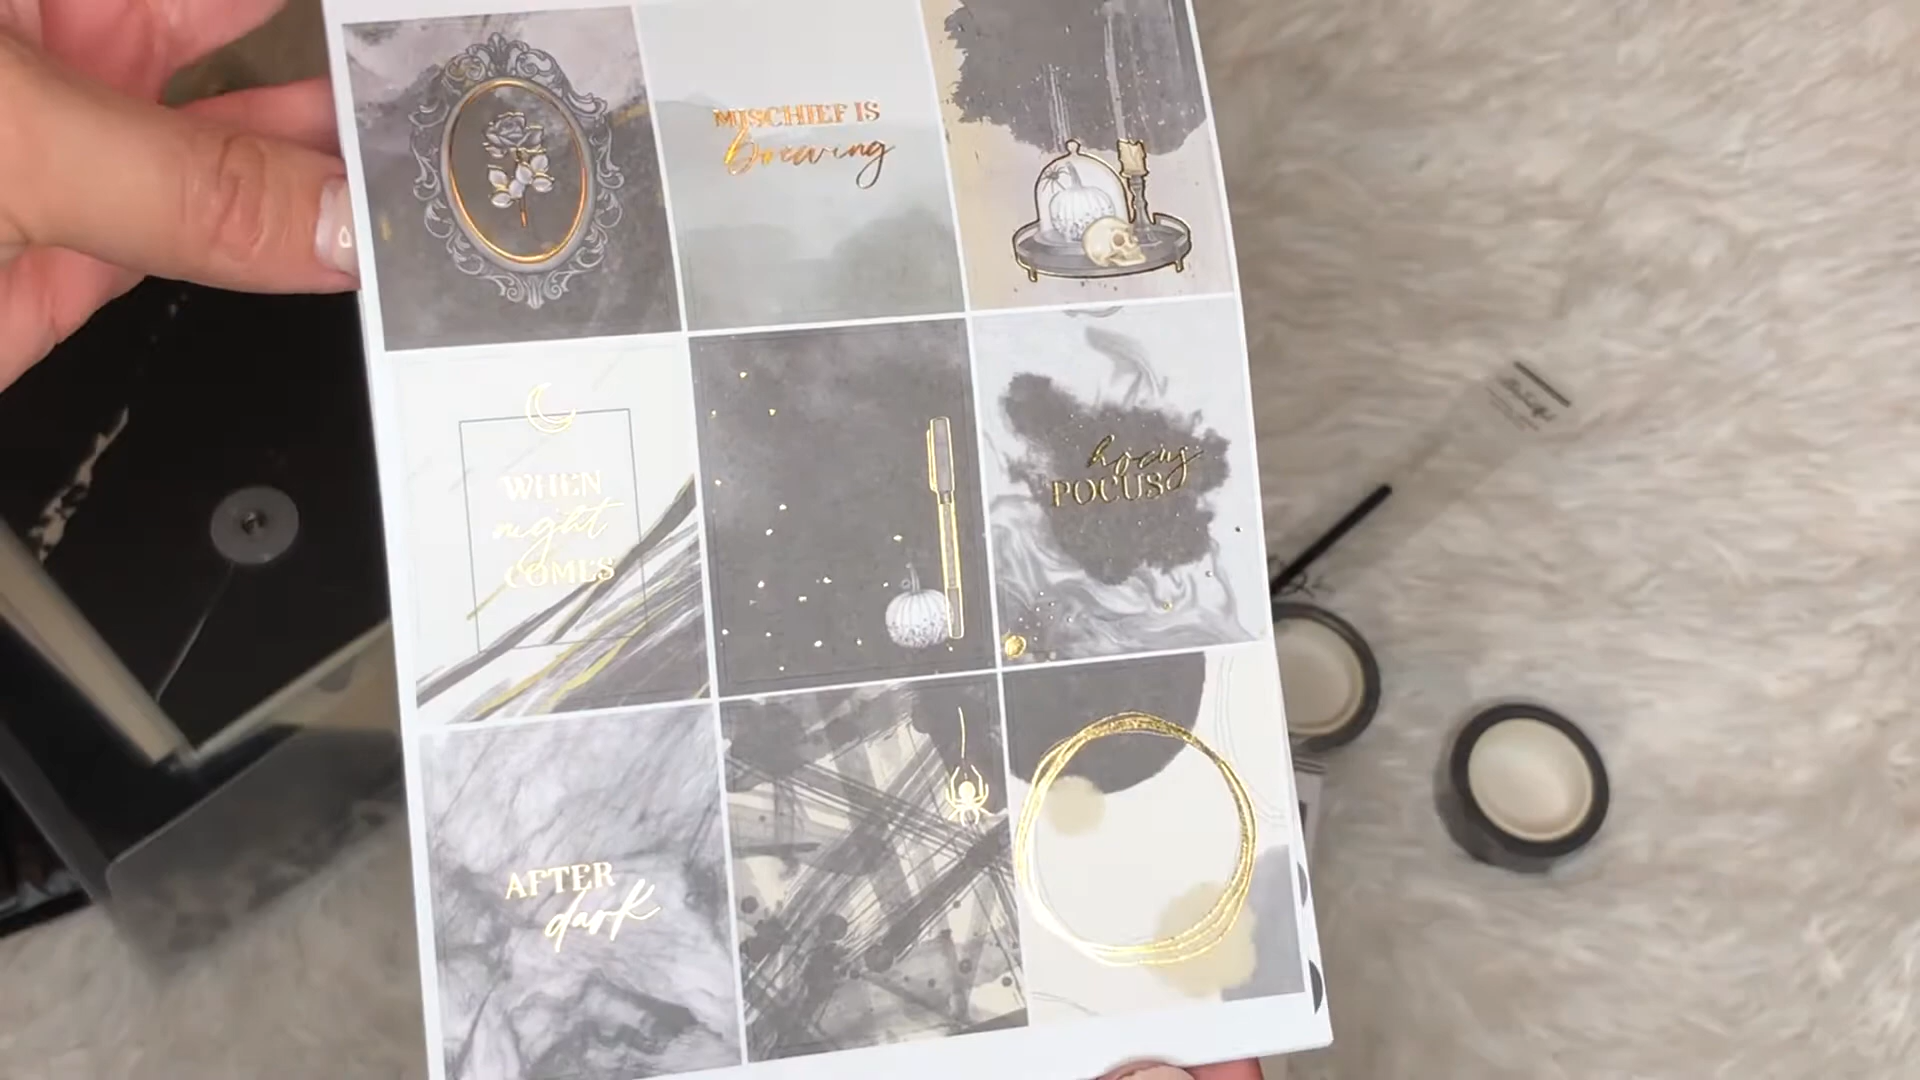 MISCHIEF IS
brewing
WHEN
night
COMES
hocus
POCUS
AFTER
dark